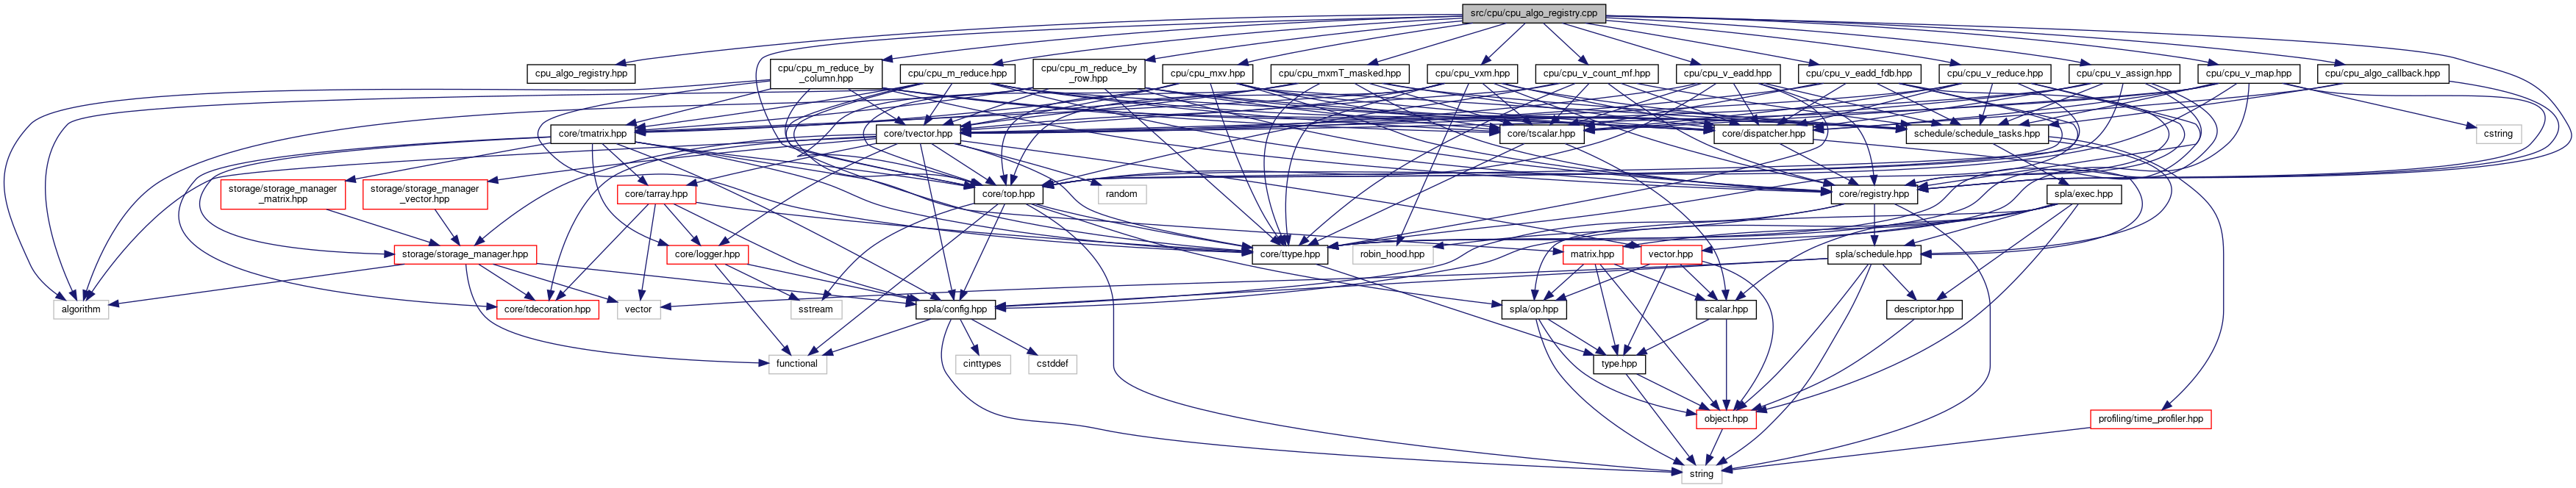 src/cpu/cpu_algo_registry.cpp
cpu_algo_registry.hpp
cpu/cpu_m_reduce_by
_column.hpp
cpu/cpu_m_reduce.hpp
cpu/cpu_m_reduce_by
_row.hpp
cpu/cpu_mxv.hpp
cpu/cpu_mxmT_masked.hpp
cpu/cpu_vxm.hpp
cpu/cpu_v_count_mf.hpp
cpu/cpu_v_eadd.hpp
cpu/cpu_v_eadd_fdb.hpp
cpu/cpu_v_reduce.hpp
cpu/cpu_v_assign.hpp
cpu/cpu_v_map.hpp
cpu/cpu_algo_callback.hpp
core/tmatrix.hpp
core/tvector.hpp
core/tscalar.hpp
core/dispatcher.hpp
schedule/schedule_tasks.hpp
cstring
storage/storage_manager
_matrix.hpp
storage/storage_manager
_vector.hpp
core/tarray.hpp
random
core/top.hpp
core/registry.hpp
spla/exec.hpp
storage/storage_manager.hpp
core/logger.hpp
core/ttype.hpp
robin_hood.hpp
matrix.hpp
vector.hpp
spla/schedule.hpp
algorithm
core/tdecoration.hpp
vector
sstream
spla/config.hpp
spla/op.hpp
scalar.hpp
descriptor.hpp
functional
cinttypes
cstddef
type.hpp
object.hpp
profiling/time_profiler.hpp
string